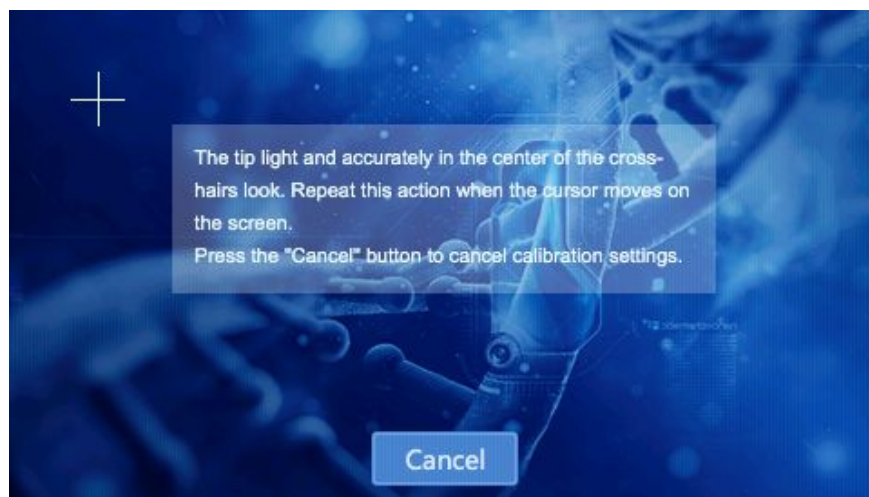 The tip light and accurately in the center of the cross-
hairs look. Repeat this action when the cursor moves on
the screen.
Press the "Cancel" button to cancel calibration settings.
Cancel